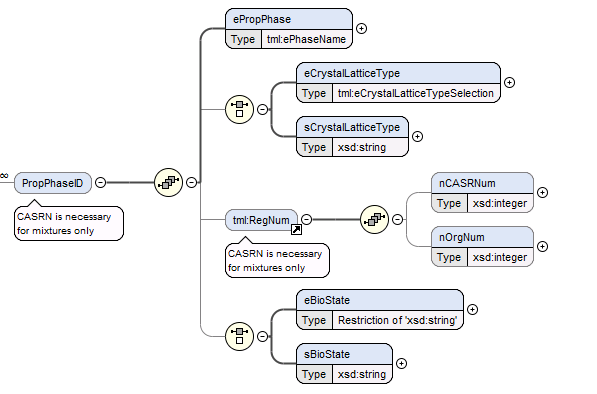 ePropPhase
Type tml:ePhaseName
eCrystalLatticeType
Type tml:eCrystalLatticeTypeSelection
sCrystalLatticeType
Type xsd:string
∞
PropPhaseID
CASRN is necessary
for mixtures only
tml:RegNum
CASRN is necessary
for mixtures only
nCASRNum
Type xsd:integer
nOrgNum
Type xsd:integer
eBioState
Type Restriction of 'xsd:string'
sBioState
Type xsd:string